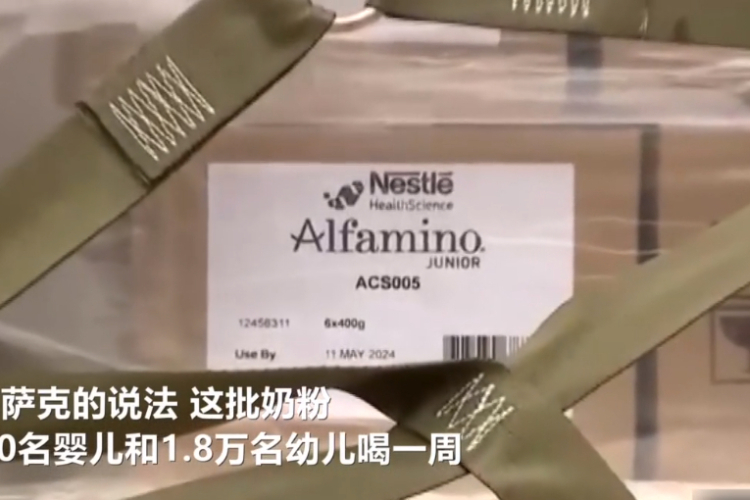 Nestlé
HealthScience
Alfamino
JUNIOR
ACS005
12458311 6x400g
Use By 11 MAY 2024
萨克的说法 这批奶粉
0名婴儿和1.8万名幼儿喝一周